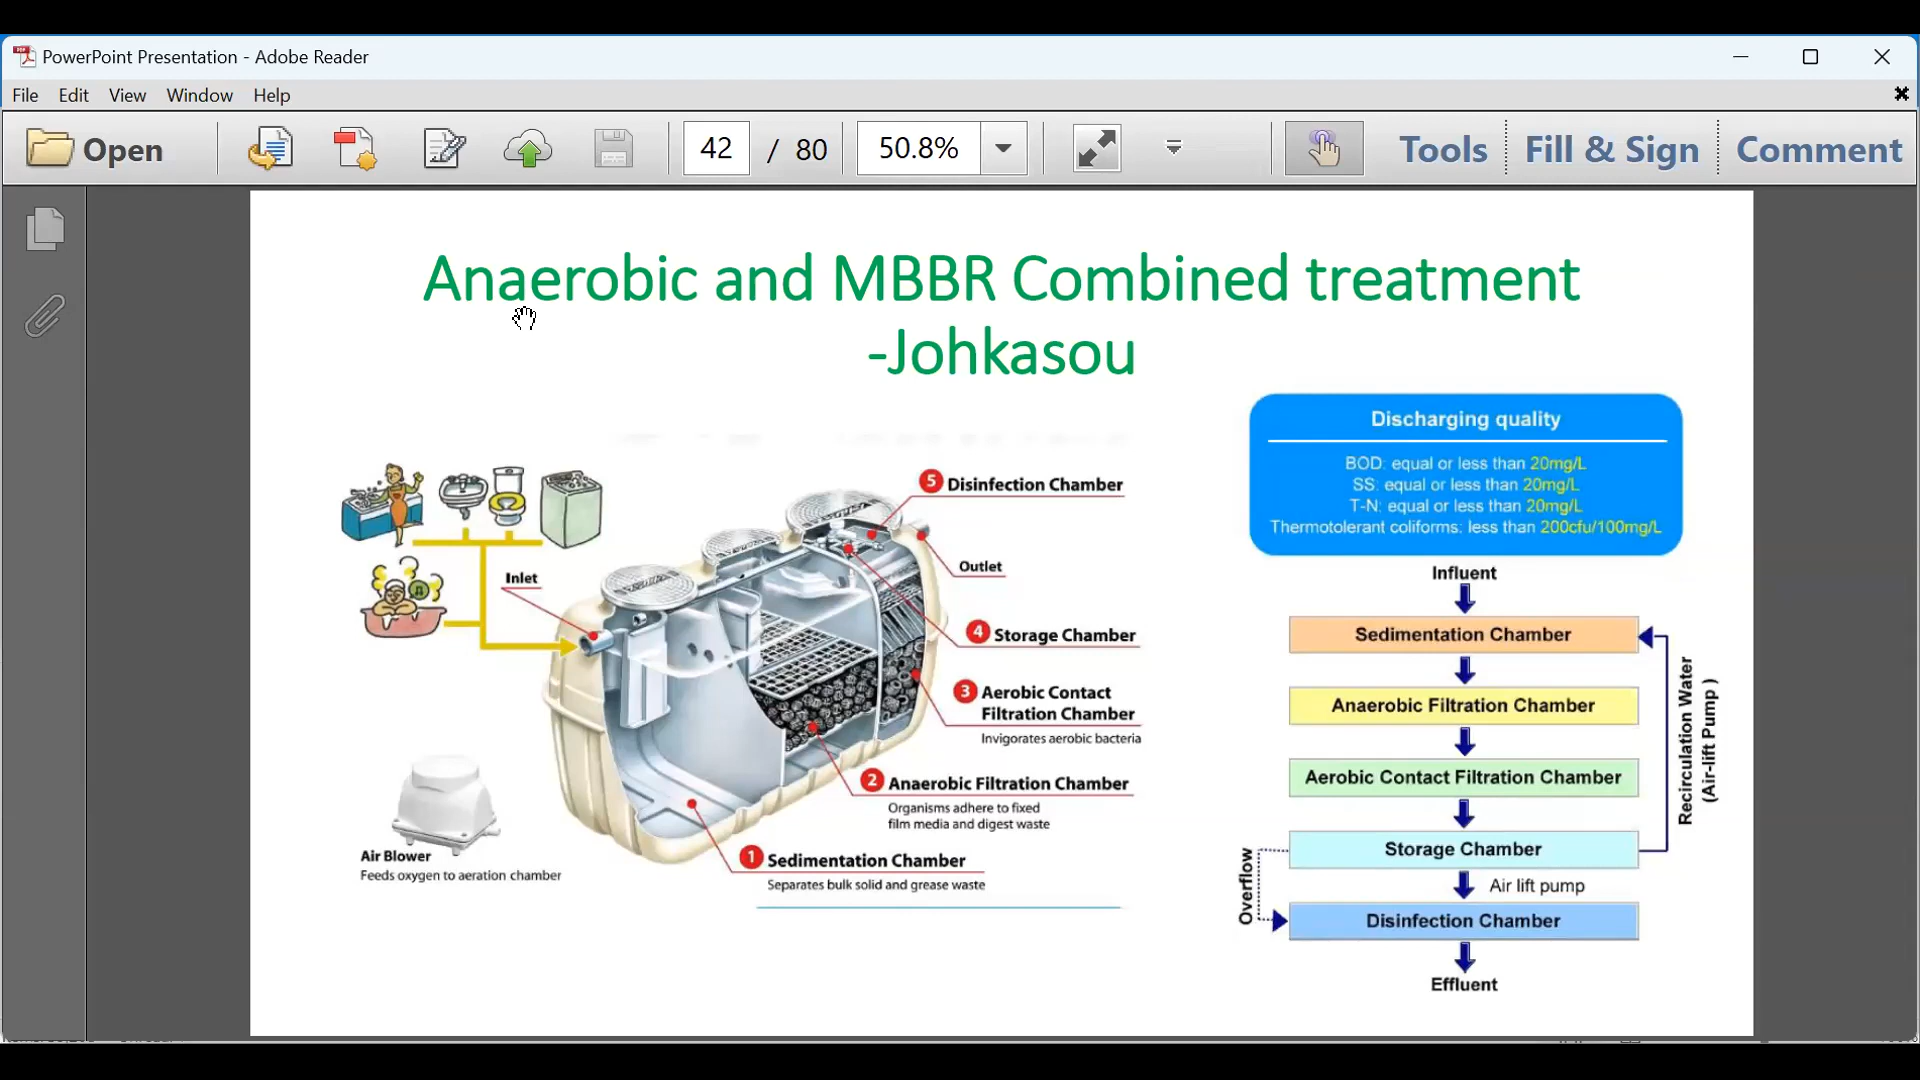 PowerPoint Presentation - Adobe Reader
File Edit View Window Help
Open 42 / 80 50.8% Tools Fill & Sign Comment
Anaerobic and MBBR Combined treatment
-Johkasou
Inlet
5 Disinfection Chamber
Outlet
4 Storage Chamber
3 Aerobic Contact
Filtration Chamber
Invigorates aerobic bacteria
2 Anaerobic Filtration Chamber
Organisms adhere to fixed
film media and digest waste
1 Sedimentation Chamber
Separates bulk solid and grease waste
Air Blower
Feeds oxygen to aeration chamber
Discharging quality
BOD: equal or less than 20mg/L
SS: equal or less than 20mg/L
T-N: equal or less than 20mg/L
Thermotolerant coliforms: less than 200cfu/100mg/L
Influent
Sedimentation Chamber
Anaerobic Filtration Chamber
Aerobic Contact Filtration Chamber
Storage Chamber
Air lift pump
Disinfection Chamber
Effluent
Overflow
Recirculation Water
(Air-lift Pump )